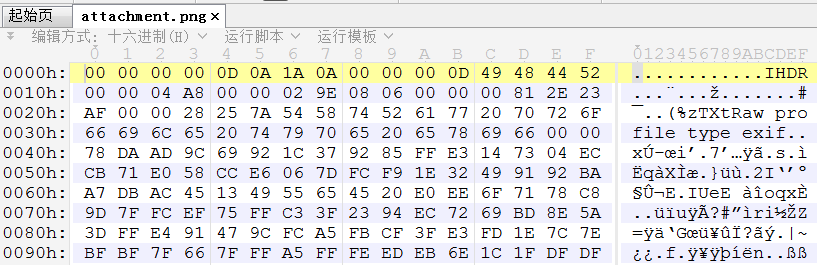 起始页 attachment.png ×
编辑方式: 十六进制(H) 运行脚本 运行模板
0 1 2 3 4 5 6 7 8 9 A B C D E F 0123456789ABCDEF
0000h: 00 00 00 00 0D 0A 1A 0A 00 00 00 0D 49 48 44 52 ............IHDR
0010h: 00 00 04 A8 00 00 02 9E 08 06 00 00 00 81 2E 23 ...¨...ž.......#
0020h: AF 00 00 28 25 7A 54 58 74 52 61 77 20 70 72 6F ¯..(%zTXtRaw pro
0030h: 66 69 6C 65 20 74 79 70 65 20 65 78 69 66 00 00 file type exif..
0040h: 78 DA AD 9C 69 92 1C 37 92 85 FF E3 14 73 04 EC xÚ-œi’.7’…ÿã.s.ì
0050h: CB 71 E0 58 CC E6 06 7D FC F9 1E 32 49 91 92 BA ËqàXÌæ.}üù.2I‘’º
0060h: A7 DB AC 45 13 49 55 65 45 20 E0 EE 6F 71 78 C8 §Û¬E.IUeE àîoqxÈ
0070h: 9D 7F FC EF 75 FF C3 3F 23 94 EC 72 69 BD 8E 5A ..üïuÿÃ?#”ìri½ŽZ
0080h: 3D FF E4 91 47 9C FC A5 FB CF 3F E3 FD 1E 7C 7E =ÿä‘Gœü¥ûÏ?ãý.|~
0090h: BF BF 7F 66 7F FF A5 FF FE ED EB 6E 1C 1F DF DF ¿¿.f.ÿ¥ÿþíën..ßß